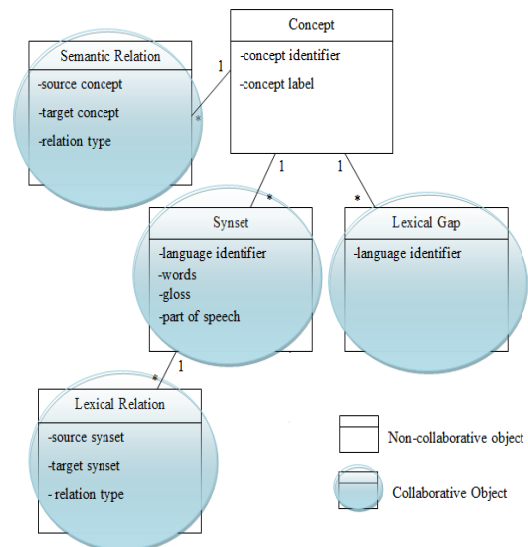 Concept
-concept identifier
-concept label
Semantic Relation
-source concept
-target concept
-relation type
1
*
1
1
*
*
Synset
-language identifier
-words
-gloss
-part of speech
Lexical Gap
-language identifier
1
*
Lexical Relation
-source synset
-target synset
- relation type
Non-collaborative object
Collaborative Object